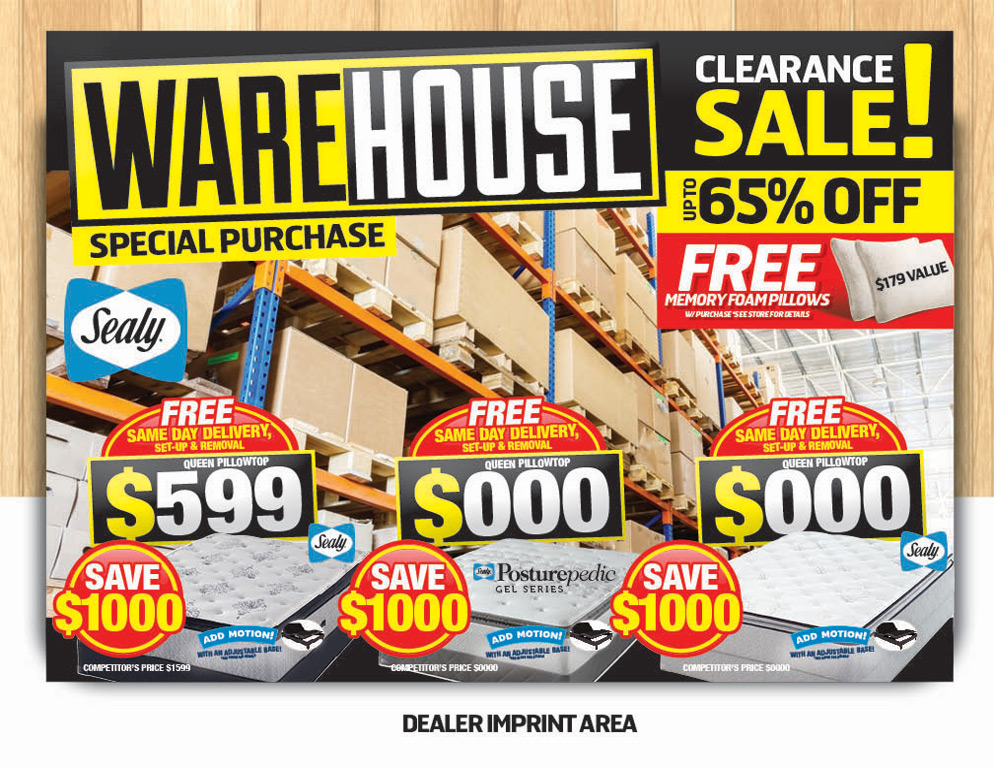 WAREHOUSE
SPECIAL PURCHASE
CLEARANCE
SALE!
UP TO
65% OFF
FREE
MEMORY FOAM PILLOWS
W/ PURCHASE *SEE STORE FOR DETAILS
$179 VALUE
Sealy
FREE
SAME DAY DELIVERY,
SET-UP & REMOVAL
QUEEN PILLOWTOP
$599
Sealy
SAVE
$1000
ADD MOTION!
WITH AN ADJUSTABLE BASE!
COMPETITOR'S PRICE $1599
FREE
SAME DAY DELIVERY,
SET-UP & REMOVAL
QUEEN PILLOWTOP
$000
Sealy Posturepedic
GEL SERIES
SAVE
$1000
ADD MOTION!
WITH AN ADJUSTABLE BASE!
COMPETITOR'S PRICE $0000
FREE
SAME DAY DELIVERY,
SET-UP & REMOVAL
QUEEN PILLOWTOP
$000
Sealy
SAVE
$1000
ADD MOTION!
WITH AN ADJUSTABLE BASE!
COMPETITOR'S PRICE $0000
DEALER IMPRINT AREA